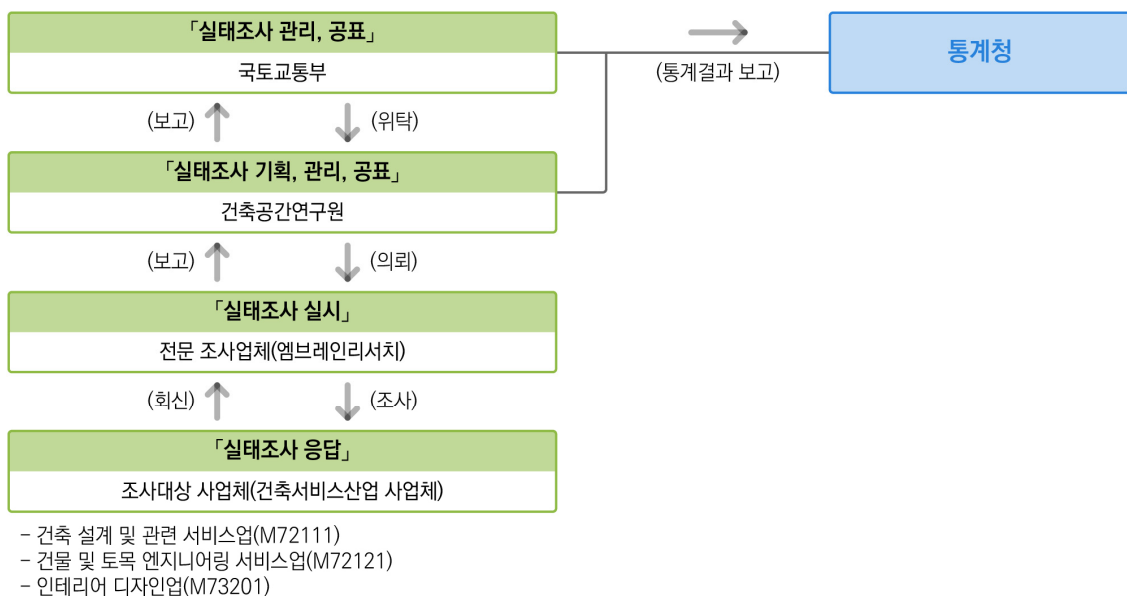 「실태조사 관리, 공표」
국토교통부
(통계결과 보고)
통계청
(보고)
(위탁)
「실태조사 기획, 관리, 공표」
건축공간연구원
(보고)
(의뢰)
「실태조사 실시」
전문 조사업체(엠브레인리서치)
(회신)
(조사)
「실태조사 응답」
조사대상 사업체(건축서비스산업 사업체)
– 건축 설계 및 관련 서비스업(M72111)
– 건물 및 토목 엔지니어링 서비스업(M72121)
– 인테리어 디자인업(M73201)